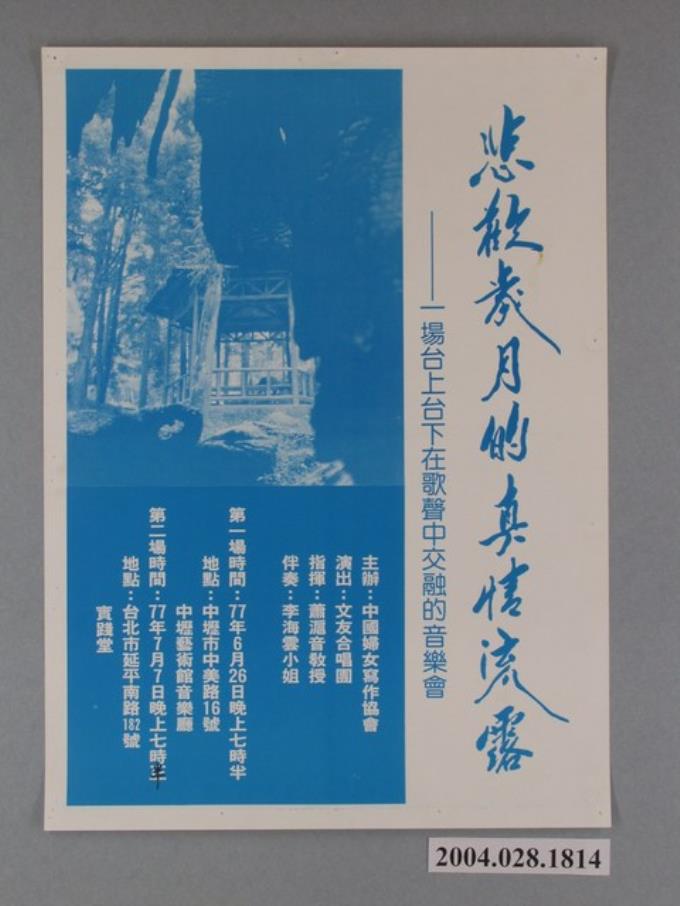 悲歡歲月的真情流露
——一場台上台下在歌聲中交融的音樂會
主辦：中國婦女寫作協會
演出：文友合唱團
指揮：蕭滬音教授
伴奏：李海雲小姐
第一場時間：77年6月26日晚上七時半
地點：中壢市中美路16號
中壢藝術館音樂廳
第二場時間：77年7月7日晚上七時半
地點：台北市延平南路182號
實踐堂
2004.028.1814